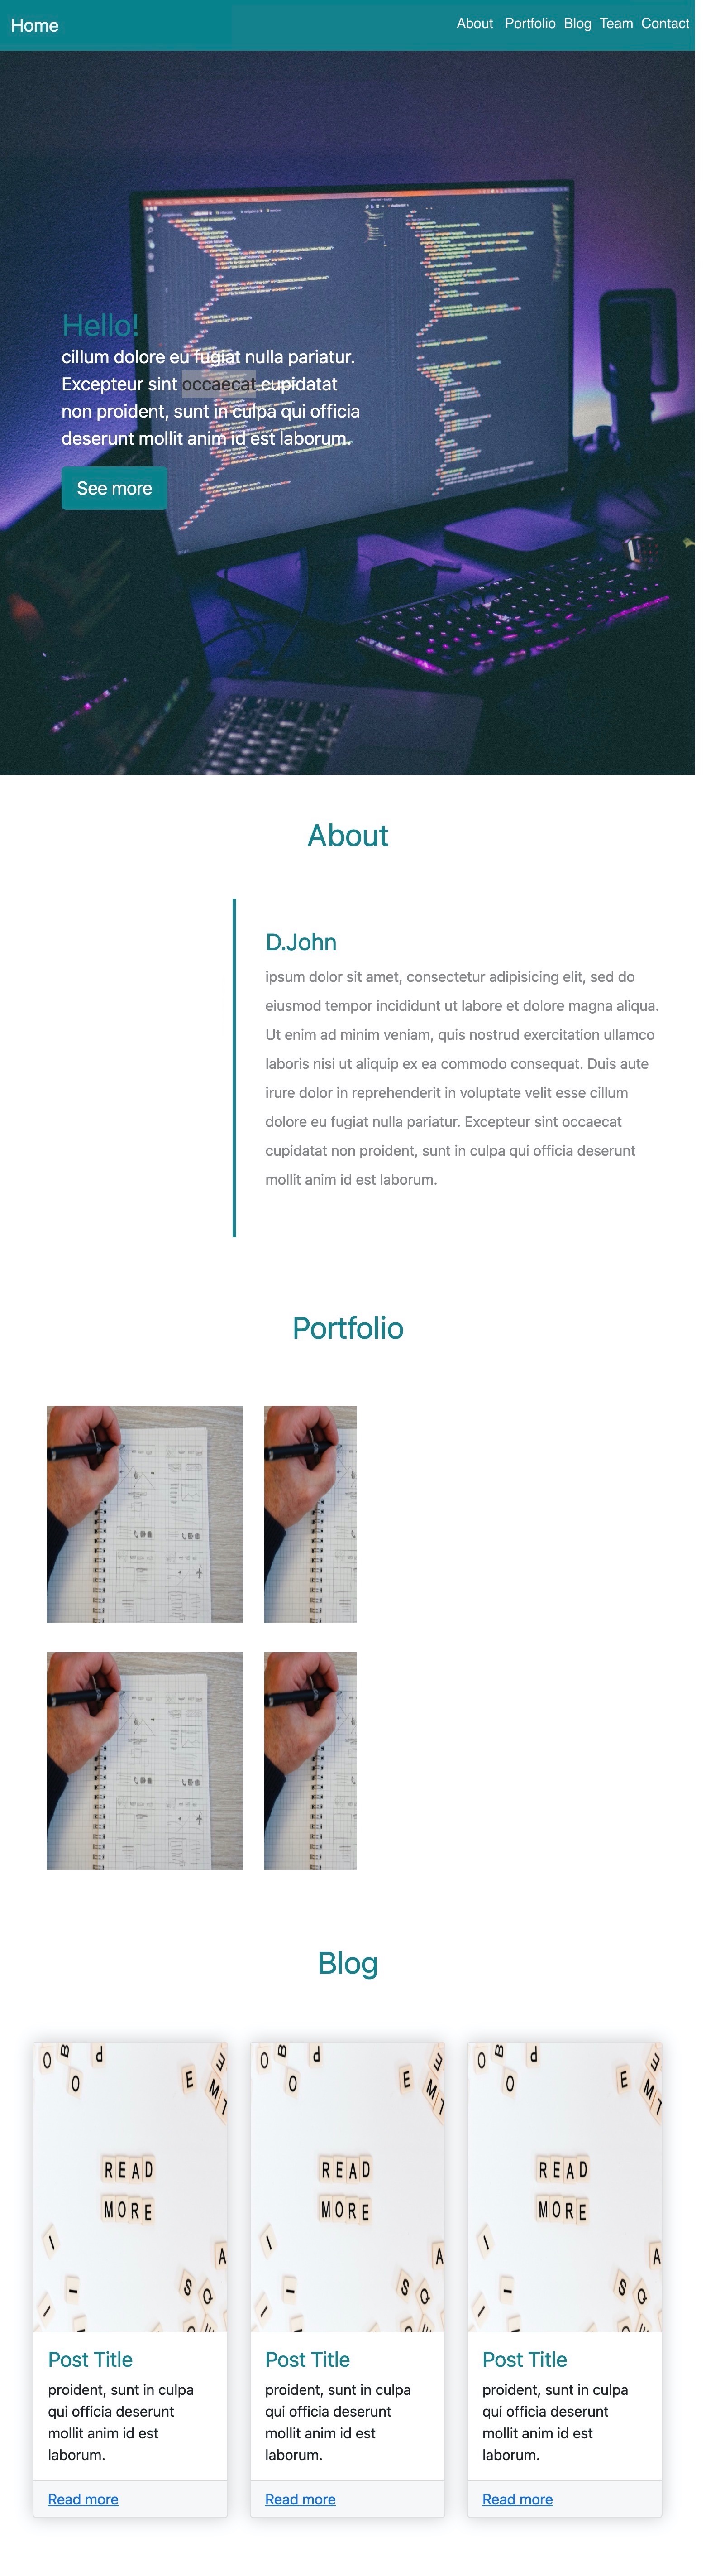 Home
About Portfolio Blog Team Contact
Hello!
cillum dolore eu fugiat nulla pariatur.
Excepteur sint occaecat cupidatat
non proident, sunt in culpa qui officia
deserunt mollit anim id est laborum.
See more
About
D.John
ipsum dolor sit amet, consectetur adipisicing elit, sed do
eiusmod tempor incididunt ut labore et dolore magna aliqua.
Ut enim ad minim veniam, quis nostrud exercitation ullamco
laboris nisi ut aliquip ex ea commodo consequat. Duis aute
irure dolor in reprehenderit in voluptate velit esse cillum
dolore eu fugiat nulla pariatur. Excepteur sint occaecat
cupidatat non proident, sunt in culpa qui officia deserunt
mollit anim id est laborum.
Portfolio
Blog
READ
MORE
Post Title
proident, sunt in culpa
qui officia deserunt
mollit anim id est
laborum.
Read more
READ
MORE
Post Title
proident, sunt in culpa
qui officia deserunt
mollit anim id est
laborum.
Read more
READ
MORE
Post Title
proident, sunt in culpa
qui officia deserunt
mollit anim id est
laborum.
Read more